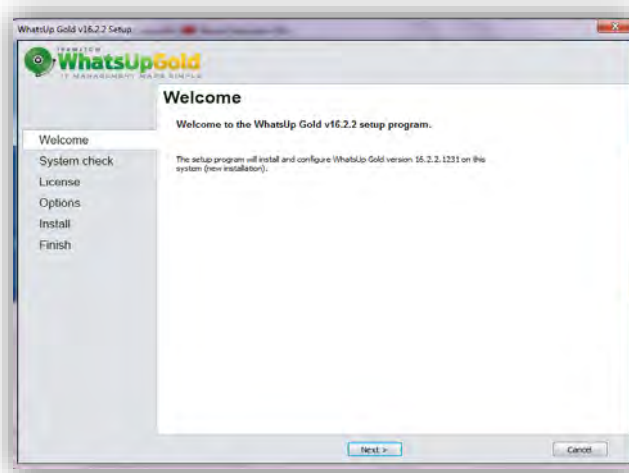 WhatsUp Gold v16.2.2 Setup
IPSWITCH
WhatsUpGold
IT MANAGEMENT MADE SIMPLE
Welcome
Welcome to the WhatsUp Gold v16.2.2 setup program.
Welcome
System check
License
Options
Install
Finish
The setup program will install and configure WhatsUp Gold version 16.2.2.1231 on this
system (new installation).
Next >
Cancel